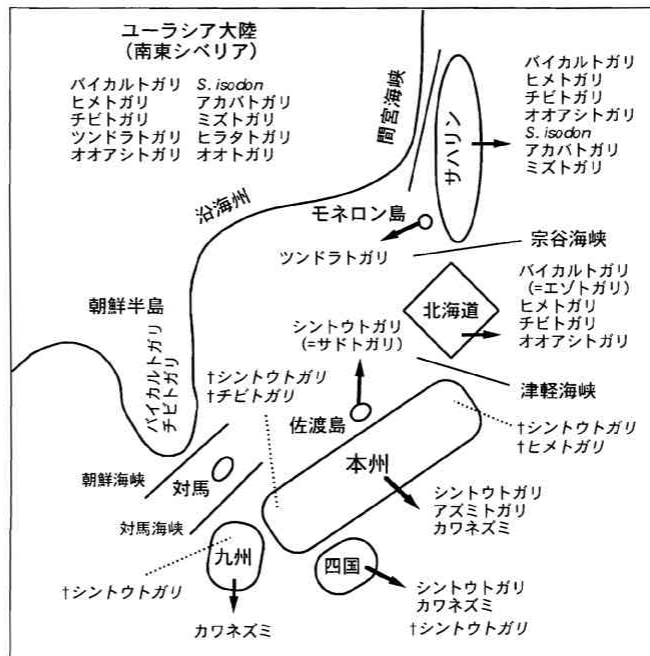 ユーラシア大陸
(南東シベリア)
バイカルトガリ S. isodon
ヒメトガリ アカバトガリ
チビトガリ ミズトガリ
ツンドラトガリ ヒラタトガリ
オオアシトガリ オオトガリ
間宮海峡
サハリン
バイカルトガリ
ヒメトガリ
チビトガリ
オオアシトガリ
S. isodon
アカバトガリ
ミズトガリ
沿海州
モネロン島
ツンドラトガリ
宗谷海峡
北海道
バイカルトガリ
(=エゾトガリ)
ヒメトガリ
チビトガリ
オオアシトガリ
朝鮮半島
バイカルトガリ
チビトガリ
シントウトガリ
(=サドトガリ)
津軽海峡
†シントウトガリ
†チビトガリ
佐渡島
†シントウトガリ
†ヒメトガリ
本州
シントウトガリ
アズミトガリ
カワネズミ
朝鮮海峡
対馬
対馬海峡
九州
†シントウトガリ
カワネズミ
四国
シントウトガリ
カワネズミ
†シントウトガリ